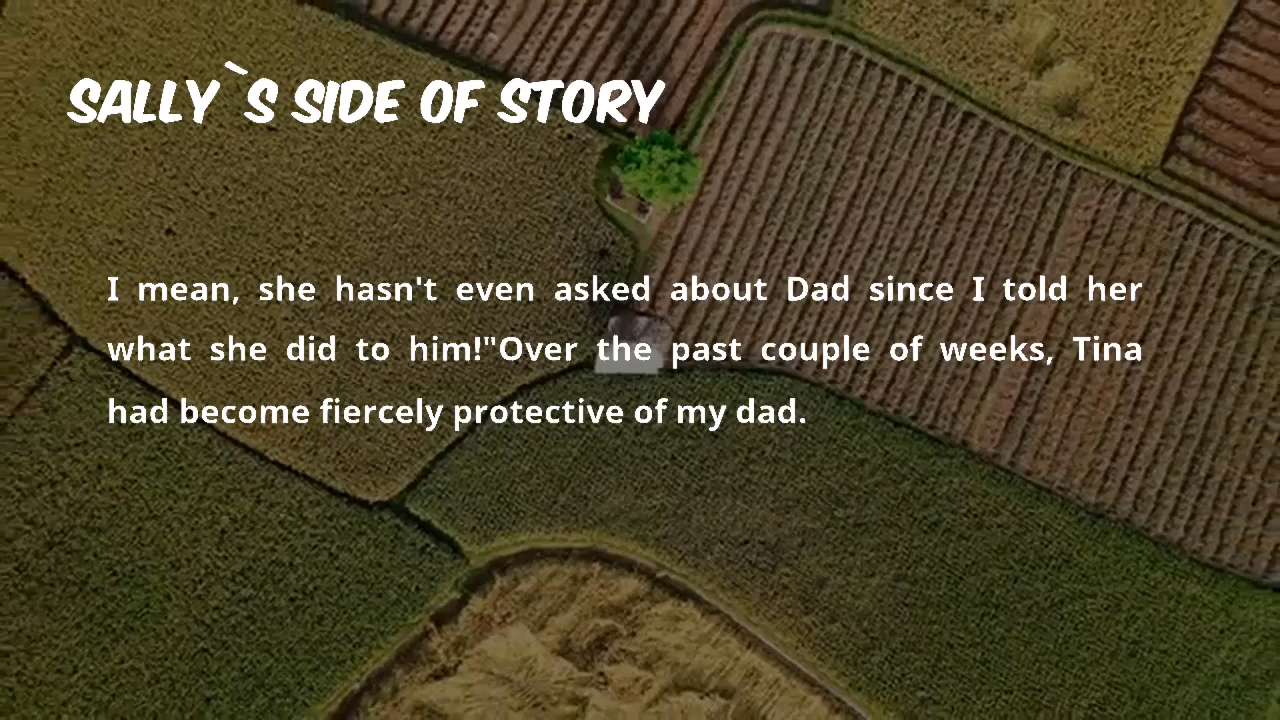 SALLY`S SIDE OF STORY
I mean, she hasn't even asked about Dad since I told her
what she did to him!"Over the past couple of weeks, Tina
had become fiercely protective of my dad.